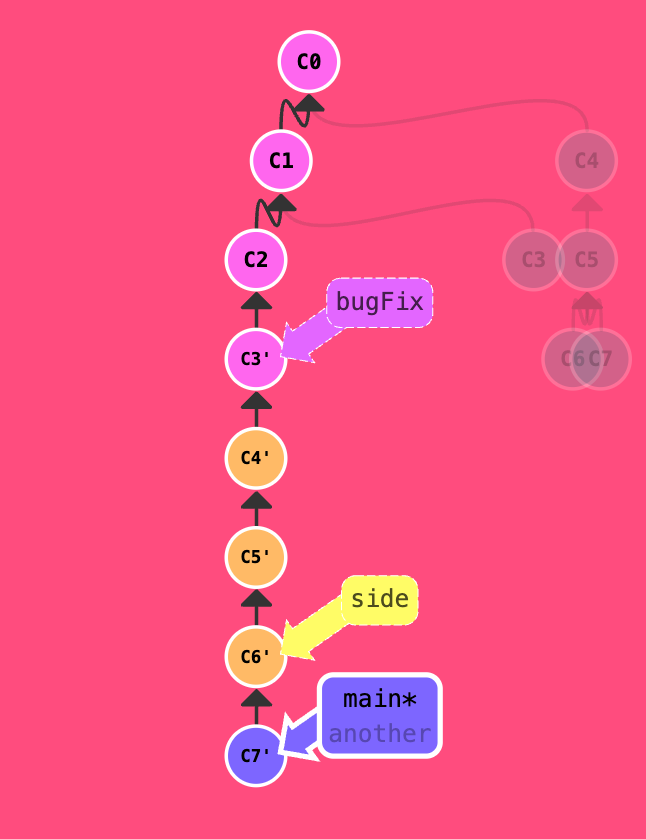 C0
C1
C4
C2
C3
C5
bugFix
C3'
C6
C7
C4'
C5'
side
C6'
main*
another
C7'